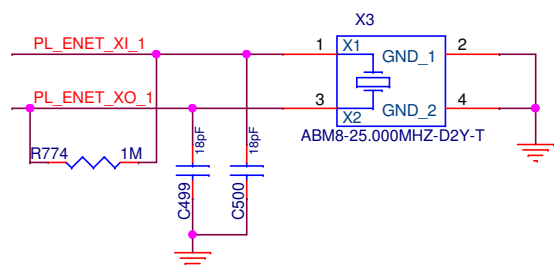 X3
PL_ENET_XI_1
1
X1
GND_1
2
PL_ENET_XO_1
3
X2
GND_2
4
ABM8-25.000MHZ-D2Y-T
18pF
18pF
R774
1M
C499
C500